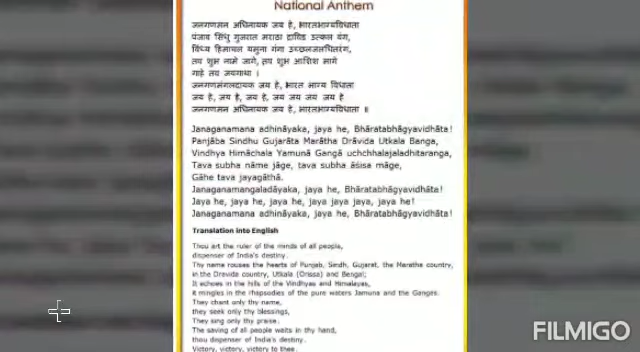 National Anthem
जनगणमन अधिनायक जय हे, भारतभाग्यविधाता
पंजाब सिंधु गुजरात मराठा द्राविड उत्कल बंग,
विंध्य हिमाचल यमुना गंगा उच्छलजलधितरंग,
तव शुभ नामे जागे, तव शुभ आशिश मागे
गाहे तव जयगाथा ।
जनगणमंगलदायक जय हे, भारत भाग्य विधाता
जय हे, जय हे, जय हे, जय जय जय जय हे
जनगणमन अधिनायक जय हे, भारतभाग्यविधाता ॥
Janaganamana adhināyaka, jaya he, Bhāratabhāgyavidhāta!
Panjāba Sindhu Gujarāta Marātha Drāvida Utkala Banga,
Vindhya Himāchala Yamunā Gangā uchchhalajaladhitaranga,
Tava subha nāme jāge, tava subha āsisa māge,
Gāhe tava jayagāthā.
Janaganamangaladāyaka, jaya he, Bhāratabhāgyavidhāta!
Jaya he, jaya he, jaya he, jaya jaya jaya, jaya he!
Janaganamana adhināyaka, jaya he, Bhāratabhāgyavidhāta!
Translation into English
Thou art the ruler of the minds of all people,
dispenser of India's destiny.
Thy name rouses the hearts of Punjab, Sindh, Gujarat, the Maratha country,
in the Dravida country, Utkala (Orissa) and Bengal;
It echoes in the hills of the Vindhyas and Himalayas,
it mingles in the rhapsodies of the pure waters Jamuna and the Ganges.
They chant only thy name,
they seek only thy blessings,
They sing only thy praise.
The saving of all people waits in thy hand,
thou dispenser of India's destiny.
Victory, victory, victory to thee.
FILMIGO